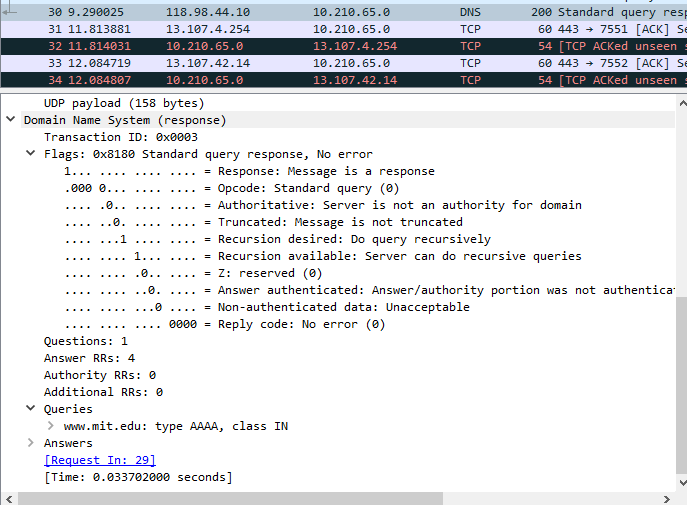 30 9.290025 118.98.44.10 10.210.65.0 DNS 200 Standard query resp
31 11.813881 13.107.4.254 10.210.65.0 TCP 60 443 → 7551 [ACK] Se
32 11.814031 10.210.65.0 13.107.4.254 TCP 54 [TCP ACKed unseen s
33 12.084719 13.107.42.14 10.210.65.0 TCP 60 443 → 7552 [ACK] Se
34 12.084807 10.210.65.0 13.107.42.14 TCP 54 [TCP ACKed unseen s
UDP payload (158 bytes)
Domain Name System (response)
Transaction ID: 0x0003
Flags: 0x8180 Standard query response, No error
1... .... .... .... = Response: Message is a response
.000 0... .... .... = Opcode: Standard query (0)
.... .0.. .... .... = Authoritative: Server is not an authority for domain
.... ..0. .... .... = Truncated: Message is not truncated
.... ...1 .... .... = Recursion desired: Do query recursively
.... .... 1... .... = Recursion available: Server can do recursive queries
.... .... .0.. .... = Z: reserved (0)
.... .... ..0. .... = Answer authenticated: Answer/authority portion was not authenticat
.... .... ...0 .... = Non-authenticated data: Unacceptable
.... .... .... 0000 = Reply code: No error (0)
Questions: 1
Answer RRs: 4
Authority RRs: 0
Additional RRs: 0
Queries
www.mit.edu: type AAAA, class IN
Answers
[Request In: 29]
[Time: 0.033702000 seconds]